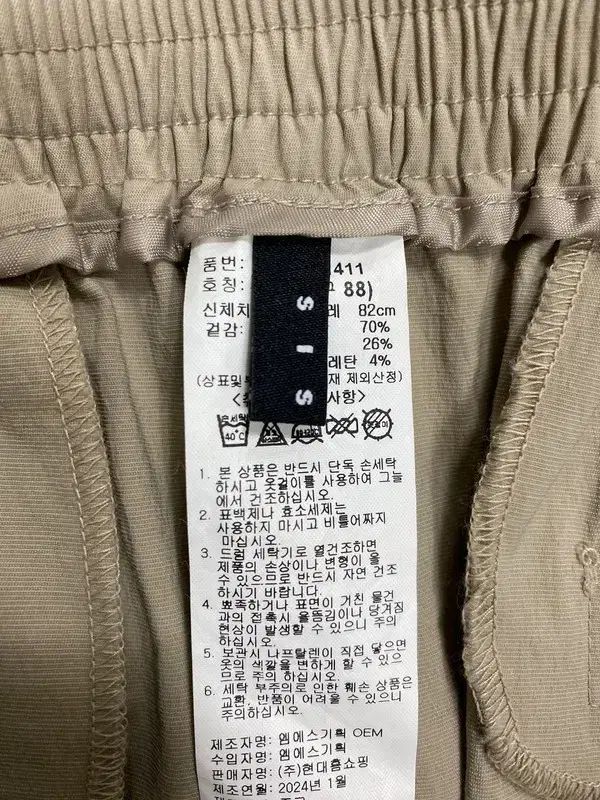 품번: 411
호칭: 88)
신체치 레 82cm
겉감: 70%
26%
레탄 4%
(상표및 재 제외산정)
사항>
손세탁
40°C
SIS
1. 본 상품은 반드시 단독 손세탁
하시고 옷걸이를 사용하여 그늘
에서 건조하십시오.
2. 표백제나 효소세제는
사용하지 마시고 비틀어짜지
마십시오.
3. 드럼 세탁기로 열건조하면
제품의 손상이나 변형이 올
수 있으므로 반드시 자연 건조
하시기 바랍니다.
4. 뾰족하거나 표면이 거친 물건
과의 접촉시 올뜯김이나 당겨짐
현상이 발생할 수 있으니 주의
하십시오.
5. 보관시 나프탈렌이 직접 닿으면
옷의 색깔을 변하게 할 수 있으
므로 주의하십시오.
6. 세탁 부주의로 인한 훼손 상품은
교환, 반품이 어려울 수 있으니
주의하십시오.
제조자명: 엠에스기획 OEM
수입자명: 엠에스기획
판매자명: (주)현대홈쇼핑
제조연월: 2024년 1월